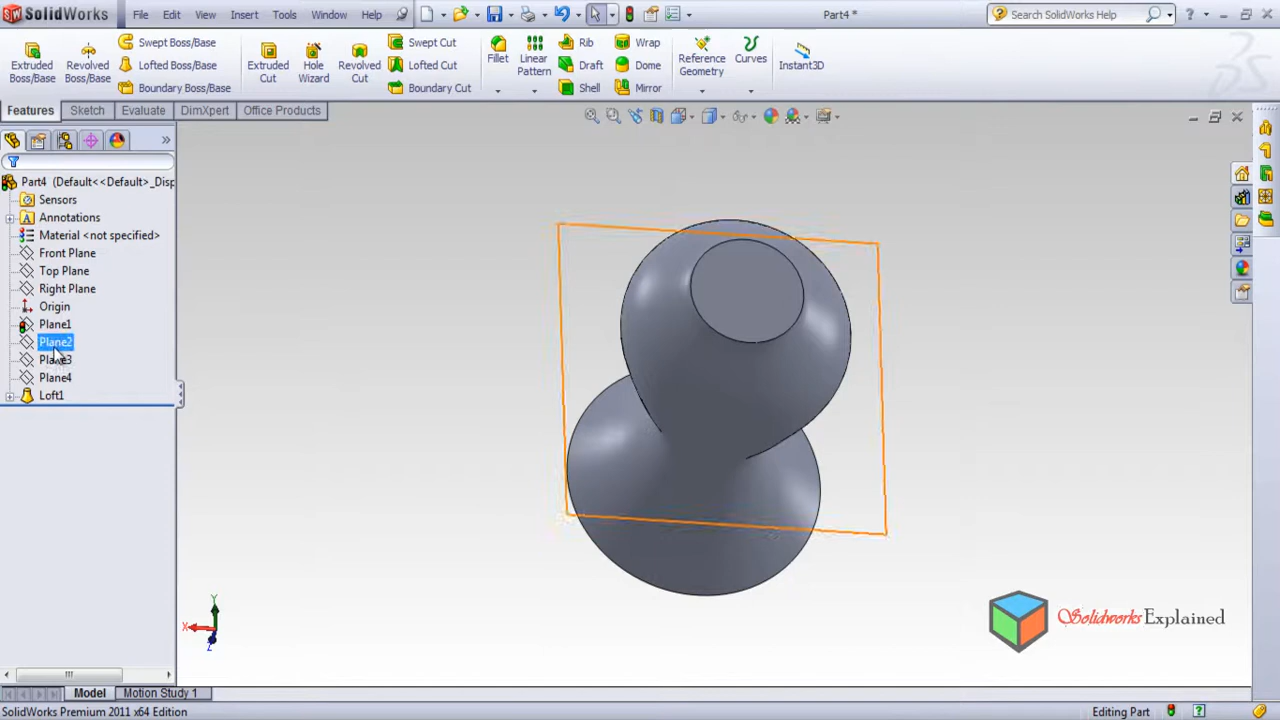 SolidWorks File Edit View Insert Tools Window Help Part4 * Search SolidWorks Help
Extruded Boss/Base
Revolved Boss/Base
Swept Boss/Base
Lofted Boss/Base
Boundary Boss/Base
Extruded Cut
Hole Wizard
Revolved Cut
Swept Cut
Lofted Cut
Boundary Cut
Fillet
Linear Pattern
Rib
Draft
Shell
Wrap
Dome
Mirror
Reference Geometry
Curves
Instant3D
Features Sketch Evaluate DimXpert Office Products
Part4 (Default<<Default>_Disp
Sensors
Annotations
Material <not specified>
Front Plane
Top Plane
Right Plane
Origin
Plane1
Plane2
Plane3
Plane4
Loft1
Y
X
Z
Solidworks Explained
Model Motion Study 1
SolidWorks Premium 2011 x64 Edition Editing Part